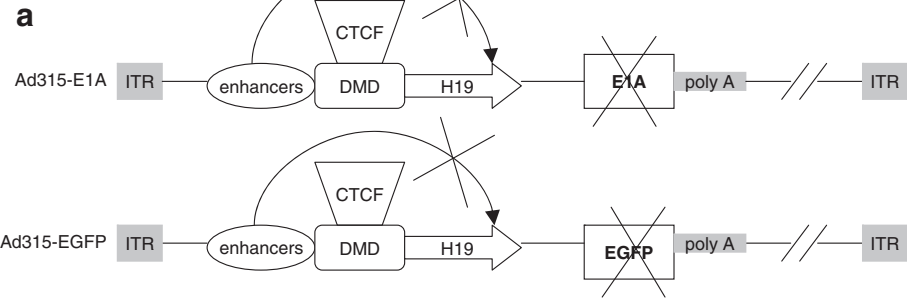 a
CTCF
Ad315-E1A ITR enhancers DMD H19 E1A poly A ITR
CTCF
Ad315-EGFP ITR enhancers DMD H19 EGFP poly A ITR